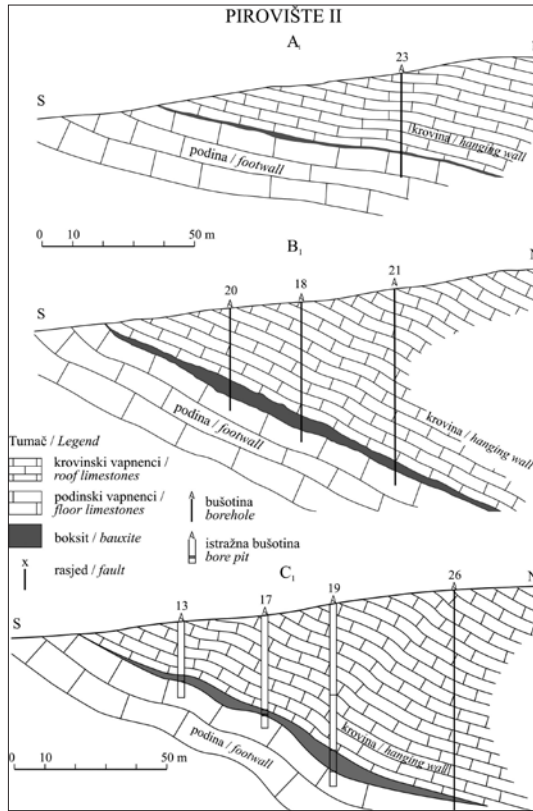 PIROVIŠTE II
A₁
23
S
krovina / hanging wall
podina / footwall
0 10 50 m
B₁
21
N
20
18
S
podina / footwall
krovina / hanging wall
Tumač / Legend
krovinski vapnenci /
roof limestones
podinski vapnenci /
floor limestones
boksit / bauxite
x
rasjed / fault
bušotina
borehole
istražna bušotina
bore pit
C₁
26
N
19
17
13
S
krovina / hanging wall
podina / footwall
0 10 50 m